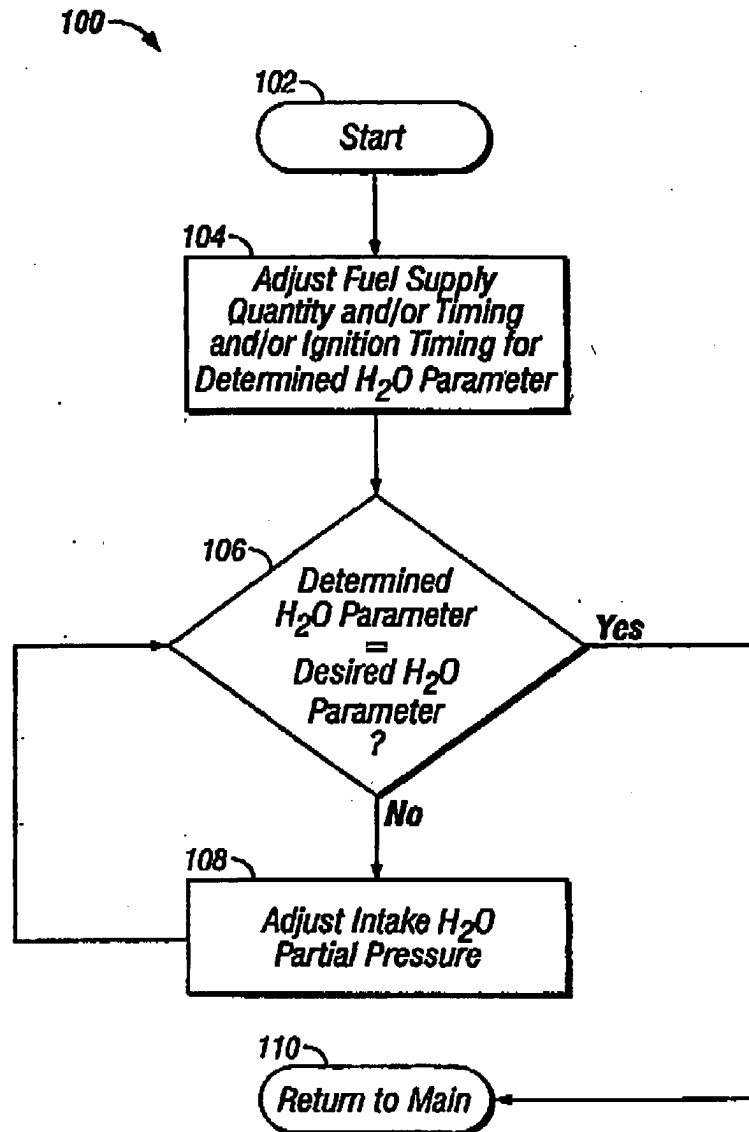 100
102
Start
104
Adjust Fuel Supply
Quantity and/or Timing
and/or Ignition Timing for
Determined H₂O Parameter
106
Determined
H₂O Parameter
=
Desired H₂O
Parameter
?
Yes
No
108
Adjust Intake H₂O
Partial Pressure
110
Return to Main